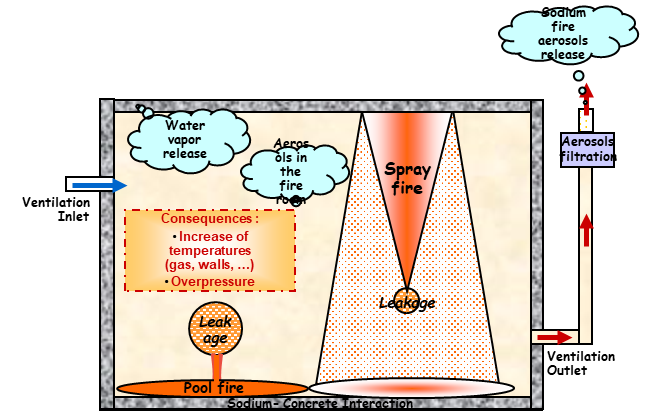 Sodium
fire
aerosols
release
Water
vapor
release
Aeros
ols in
the
fire
room
Aerosols
filtration
Spray
fire
Ventilation
Inlet
Consequences :
• Increase of
temperatures
(gas, walls, ...)
• Overpressure
Leakage
Leak
age
Ventilation
Outlet
Pool fire
Sodium- Concrete Interaction